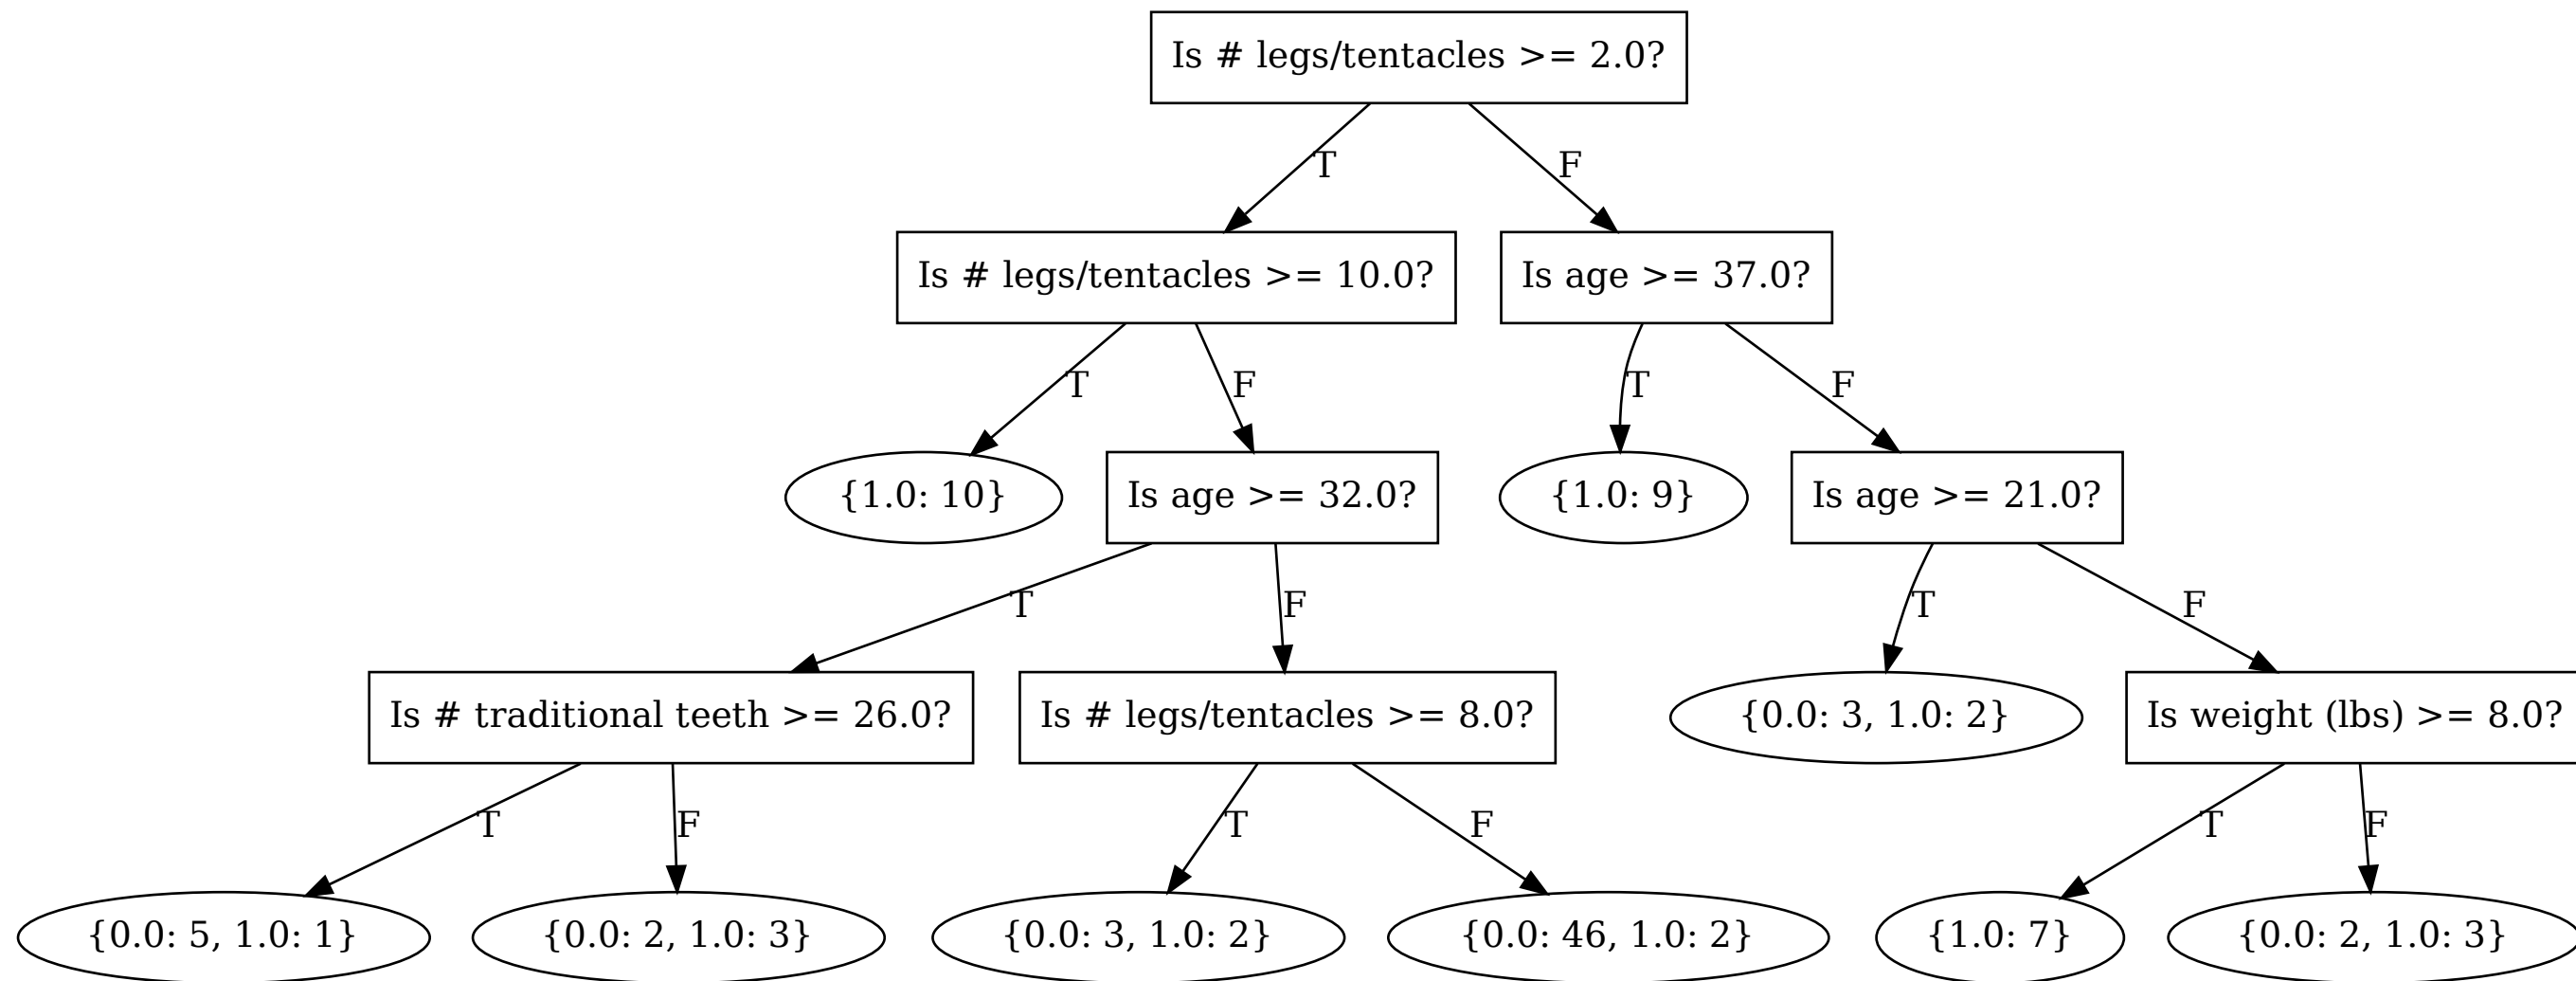 Is # legs/tentacles >= 2.0?
T
F
Is # legs/tentacles >= 10.0?
Is age >= 37.0?
T
F
T
F
{1.0: 10}
Is age >= 32.0?
{1.0: 9}
Is age >= 21.0?
T
F
T
F
Is # traditional teeth >= 26.0?
Is # legs/tentacles >= 8.0?
{0.0: 3, 1.0: 2}
Is weight (lbs) >= 8.0?
T
F
T
F
T
F
{0.0: 5, 1.0: 1}
{0.0: 2, 1.0: 3}
{0.0: 3, 1.0: 2}
{0.0: 46, 1.0: 2}
{1.0: 7}
{0.0: 2, 1.0: 3}